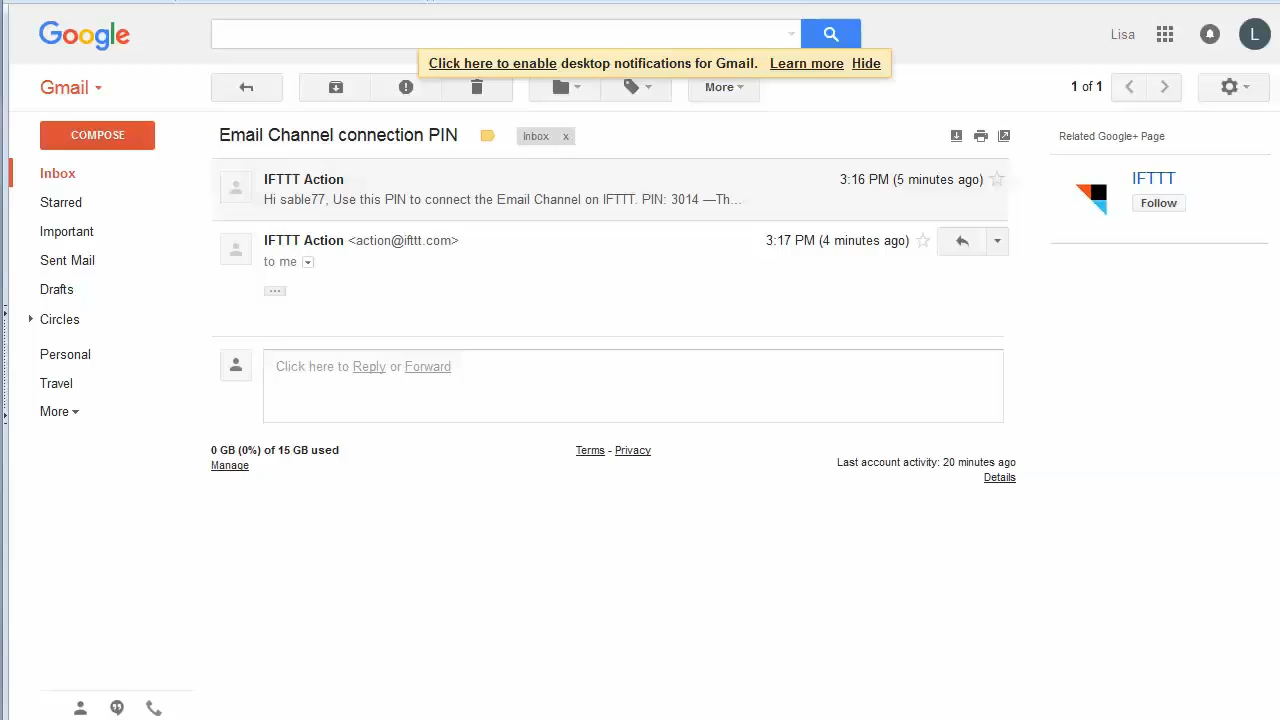 Google
Lisa
L
Click here to enable desktop notifications for Gmail. Learn more Hide
Gmail
More
1 of 1
COMPOSE
Email Channel connection PIN
inbox x
Related Google+ Page
Inbox
IFTTT Action
3:16 PM (5 minutes ago)
Hi sable77, Use this PIN to connect the Email Channel on IFTTT. PIN: 3014 —Th...
IFTTT
Follow
Starred
Important
IFTTT Action <action@ifttt.com>
3:17 PM (4 minutes ago)
to me
Sent Mail
Drafts
Circles
Personal
Travel
More
Click here to Reply or Forward
0 GB (0%) of 15 GB used
Manage
Terms - Privacy
Last account activity: 20 minutes ago
Details